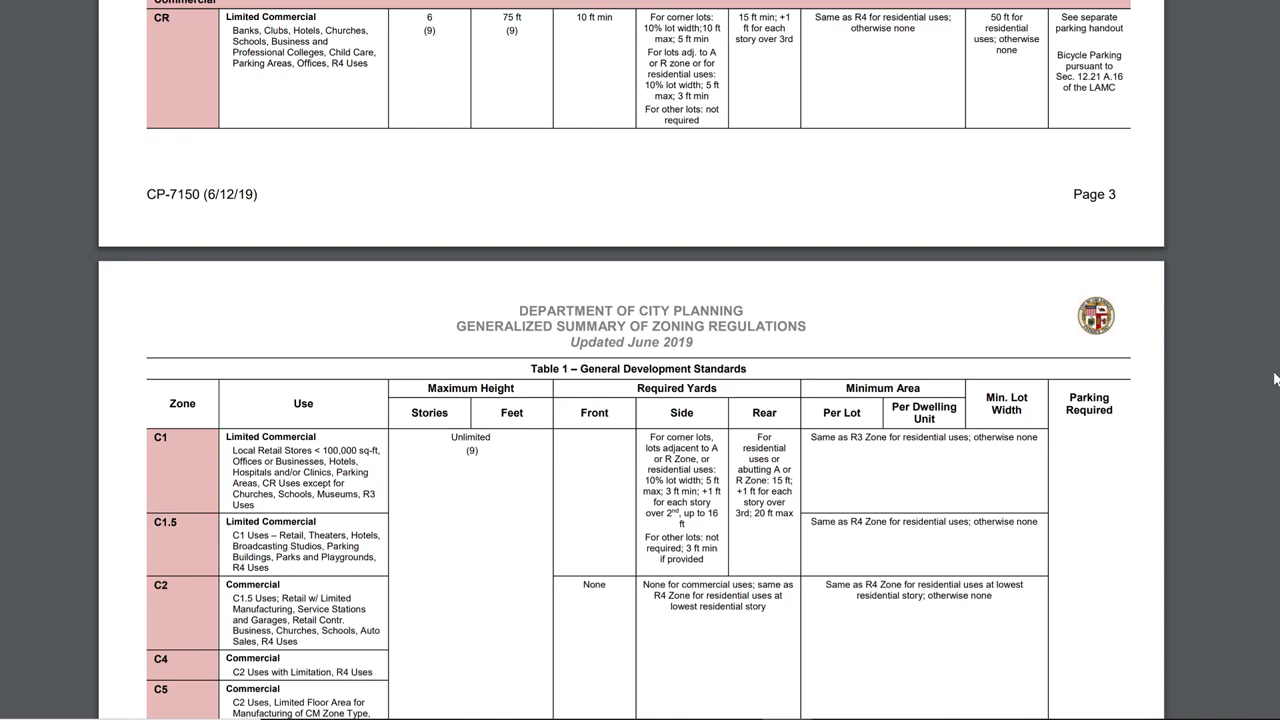 Commercial
CR
Limited Commercial
Banks, Clubs, Hotels, Churches,
Schools, Business and
Professional Colleges, Child Care,
Parking Areas, Offices, R4 Uses
6
(9)
75 ft
(9)
10 ft min
For corner lots:
10% lot width;10 ft
max; 5 ft min
For lots adj. to A
or R zone or for
residential uses:
10% lot width; 5 ft
max; 3 ft min
For other lots: not
required
15 ft min; +1
ft for each
story over 3rd
Same as R4 for residential uses;
otherwise none
50 ft for
residential
uses; otherwise
none
See separate
parking handout
Bicycle Parking
pursuant to
Sec. 12.21 A.16
of the LAMC
CP-7150 (6/12/19)
Page 3
DEPARTMENT OF CITY PLANNING
GENERALIZED SUMMARY OF ZONING REGULATIONS
Updated June 2019
Table 1 – General Development Standards
Zone
Use
Maximum Height
Stories
Feet
Required Yards
Front
Side
Rear
Minimum Area
Per Lot
Per Dwelling
Unit
Min. Lot
Width
Parking
Required
C1
Limited Commercial
Local Retail Stores < 100,000 sq-ft,
Offices or Businesses, Hotels,
Hospitals and/or Clinics, Parking
Areas, CR Uses except for
Churches, Schools, Museums, R3
Uses
Unlimited
(9)
For corner lots,
lots adjacent to A
or R Zone, or
residential uses:
10% lot width; 5 ft
max; 3 ft min; +1 ft
for each story
over 2nd, up to 16
ft
For other lots: not
required; 3 ft min
if provided
For
residential
uses or
abutting A or
R Zone: 15 ft;
+1 ft for each
story over
3rd; 20 ft max
Same as R3 Zone for residential uses; otherwise none
C1.5
Limited Commercial
C1 Uses – Retail, Theaters, Hotels,
Broadcasting Studios, Parking
Buildings, Parks and Playgrounds,
R4 Uses
Same as R4 Zone for residential uses; otherwise none
C2
Commercial
C1.5 Uses; Retail w/ Limited
Manufacturing, Service Stations
and Garages, Retail Contr.
Business, Churches, Schools, Auto
Sales, R4 Uses
None
None for commercial uses; same as
R4 Zone for residential uses at
lowest residential story
Same as R4 Zone for residential uses at lowest
residential story; otherwise none
C4
Commercial
C2 Uses with Limitation, R4 Uses
C5
Commercial
C2 Uses, Limited Floor Area for
Manufacturing of CM Zone Type,